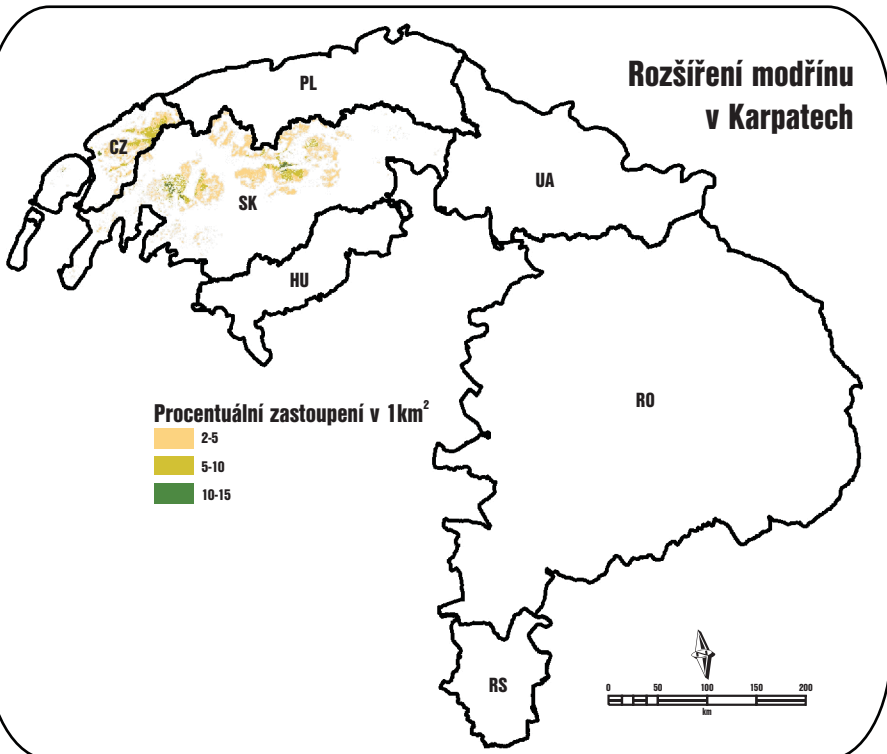 Rozšíření modřínu
v Karpatech
PL
CZ
SK
UA
HU
RO
RS
Procentuální zastoupení v 1km²
2-5
5-10
10-15
0 50 100 150 200
km